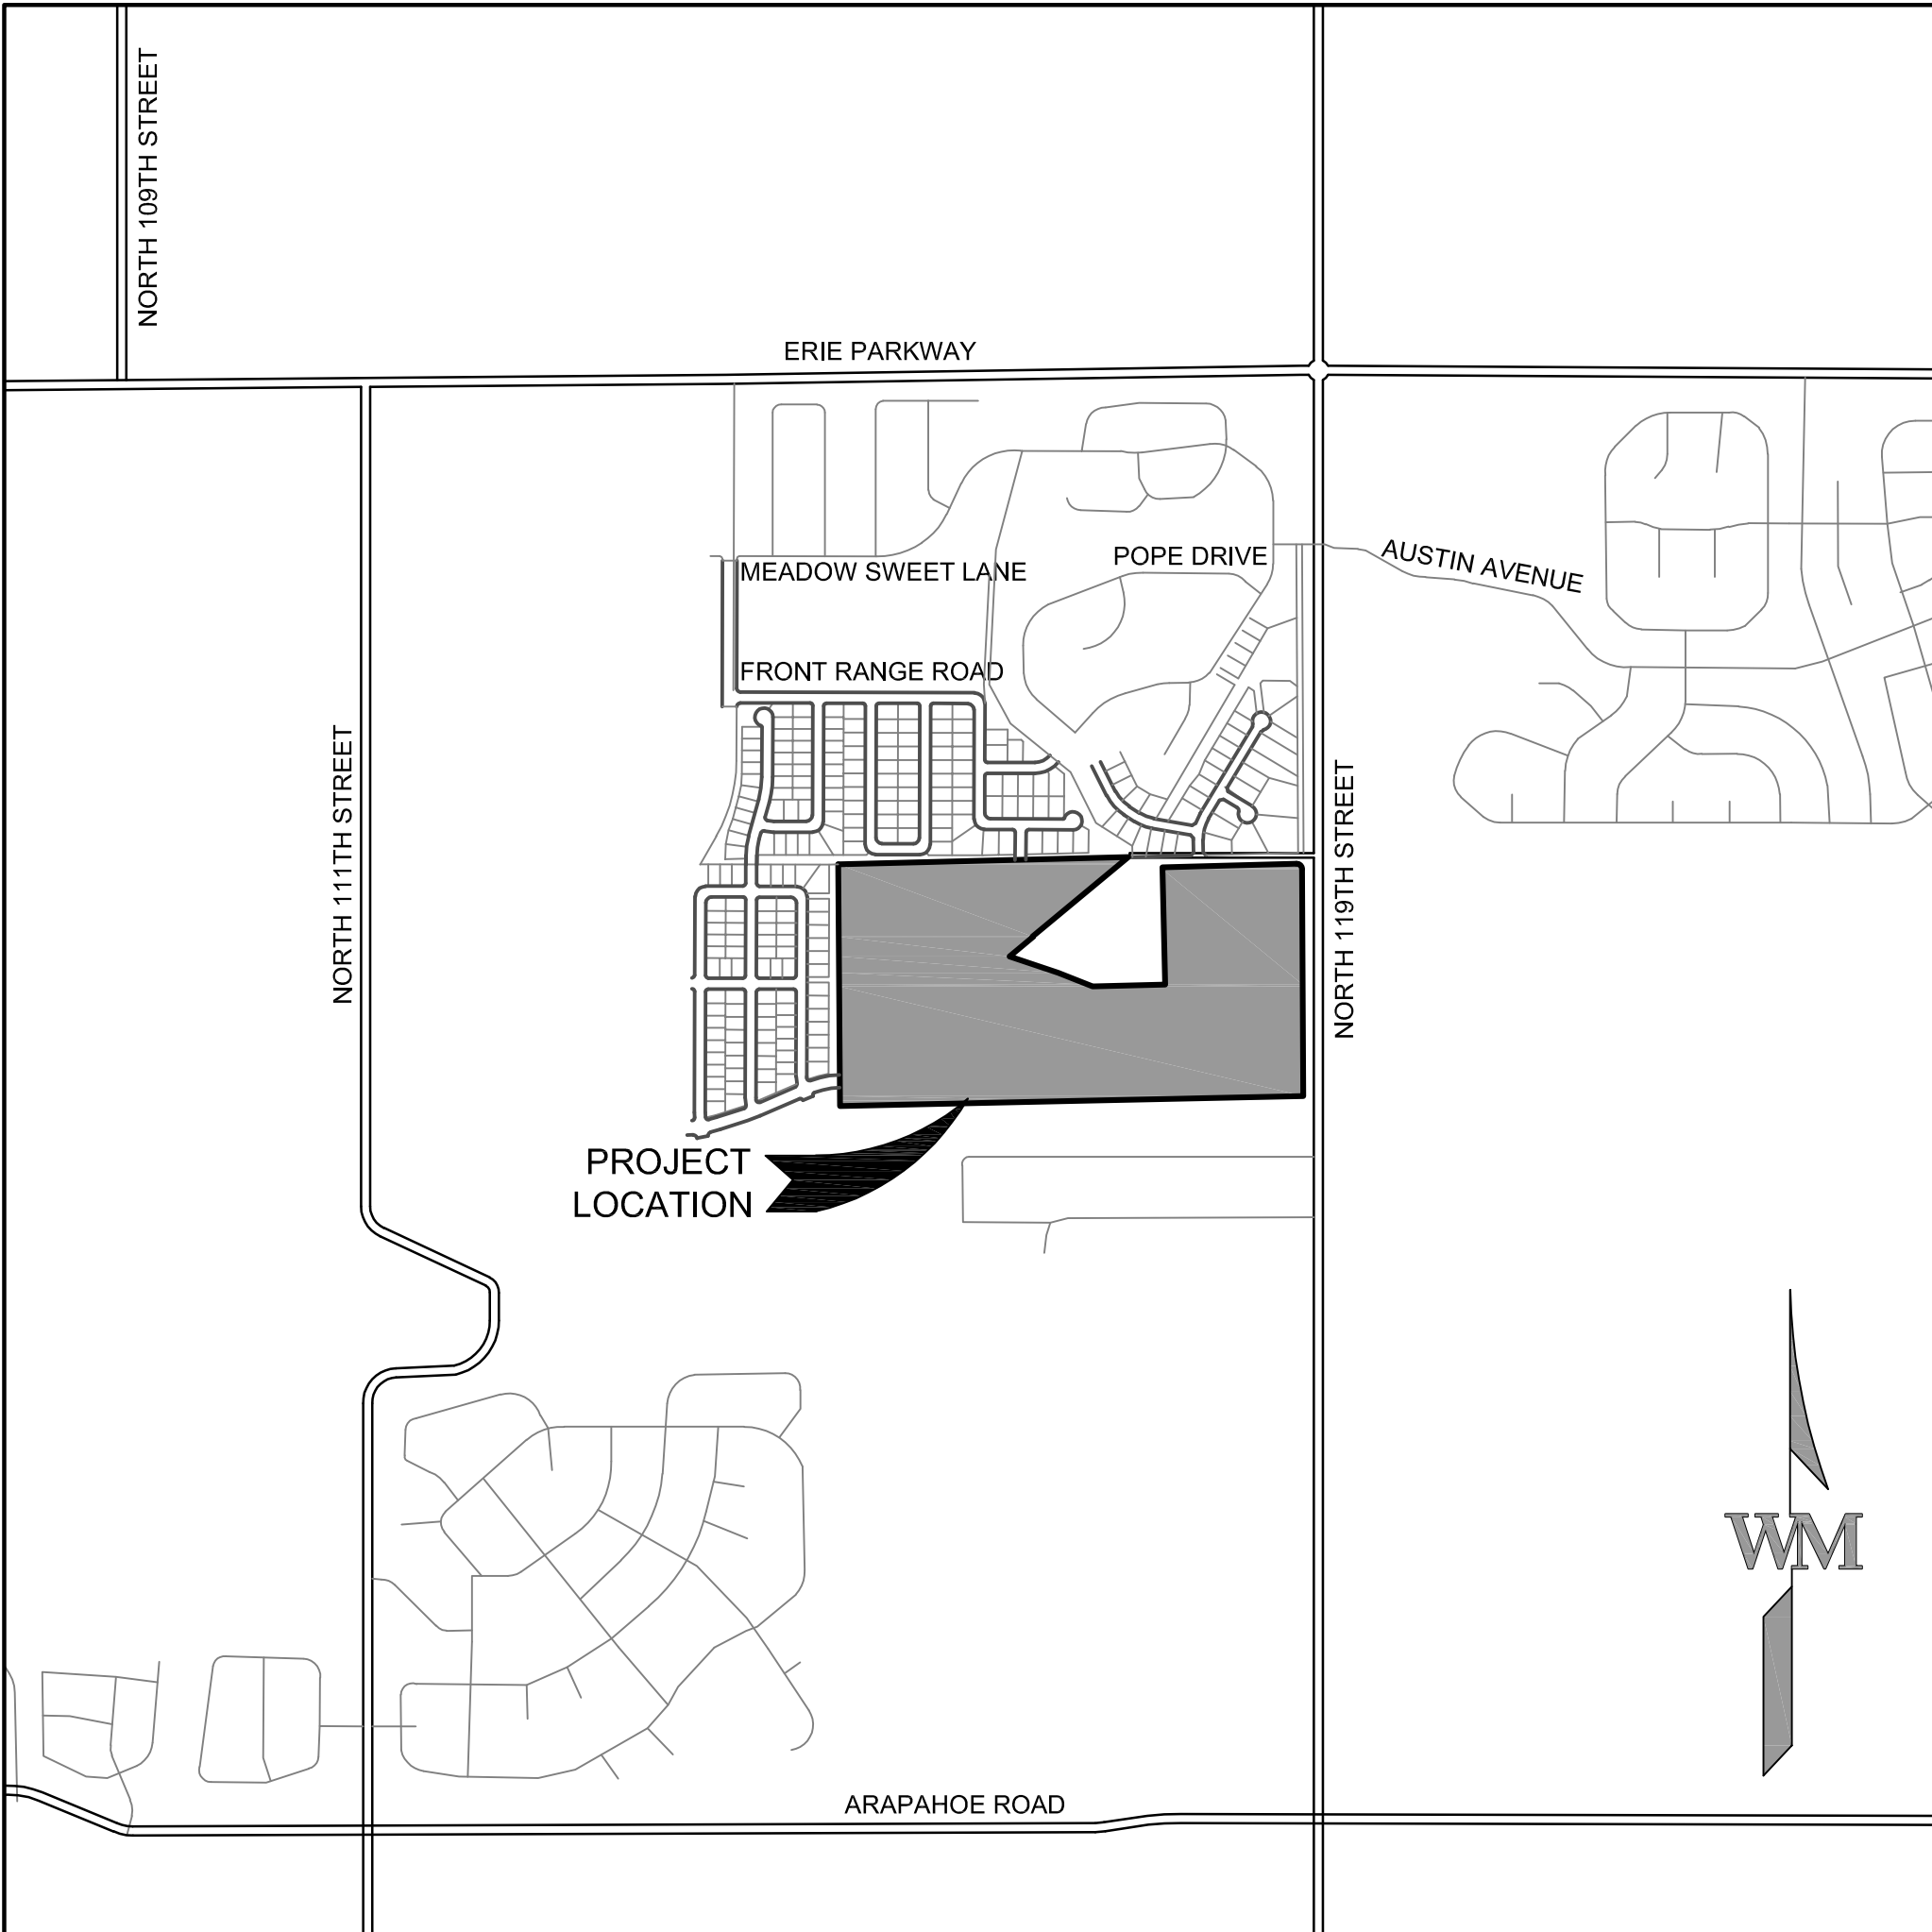 NORTH 109TH STREET
ERIE PARKWAY
MEADOW SWEET LANE
POPE DRIVE
AUSTIN AVENUE
FRONT RANGE ROAD
NORTH 111TH STREET
NORTH 119TH STREET
PROJECT
LOCATION
WM
ARAPAHOE ROAD